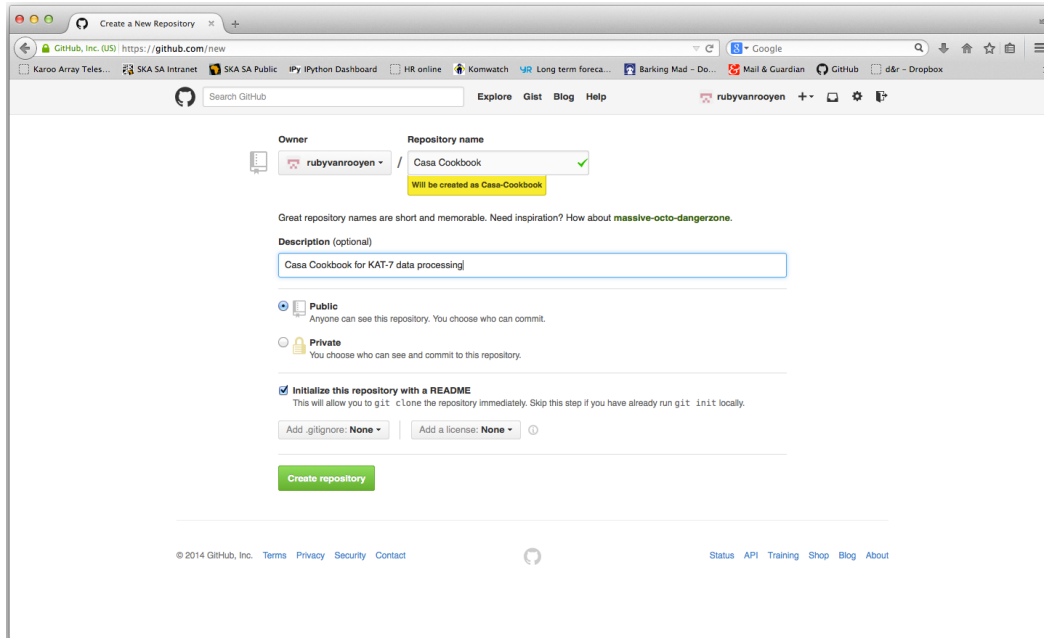 Create a New Repository × +
GitHub, Inc. (US) https://github.com/new
Google
Karoo Array Teles... SKA SA Intranet SKA SA Public IP[y] IPython Dashboard HR online Komwatch YR Long term foreca... Barking Mad – Do... Mail & Guardian GitHub d&r – Dropbox
Search GitHub
Explore Gist Blog Help
rubyvanrooyen
Owner
Repository name
rubyvanrooyen / Casa Cookbook
Will be created as Casa-Cookbook
Great repository names are short and memorable. Need inspiration? How about massive-octo-dangerzone.
Description (optional)
Casa Cookbook for KAT-7 data processing
Public
Anyone can see this repository. You choose who can commit.
Private
You choose who can see and commit to this repository.
Initialize this repository with a README
This will allow you to git clone the repository immediately. Skip this step if you have already run git init locally.
Add .gitignore: None
Add a license: None
Create repository
© 2014 GitHub, Inc. Terms Privacy Security Contact
Status API Training Shop Blog About